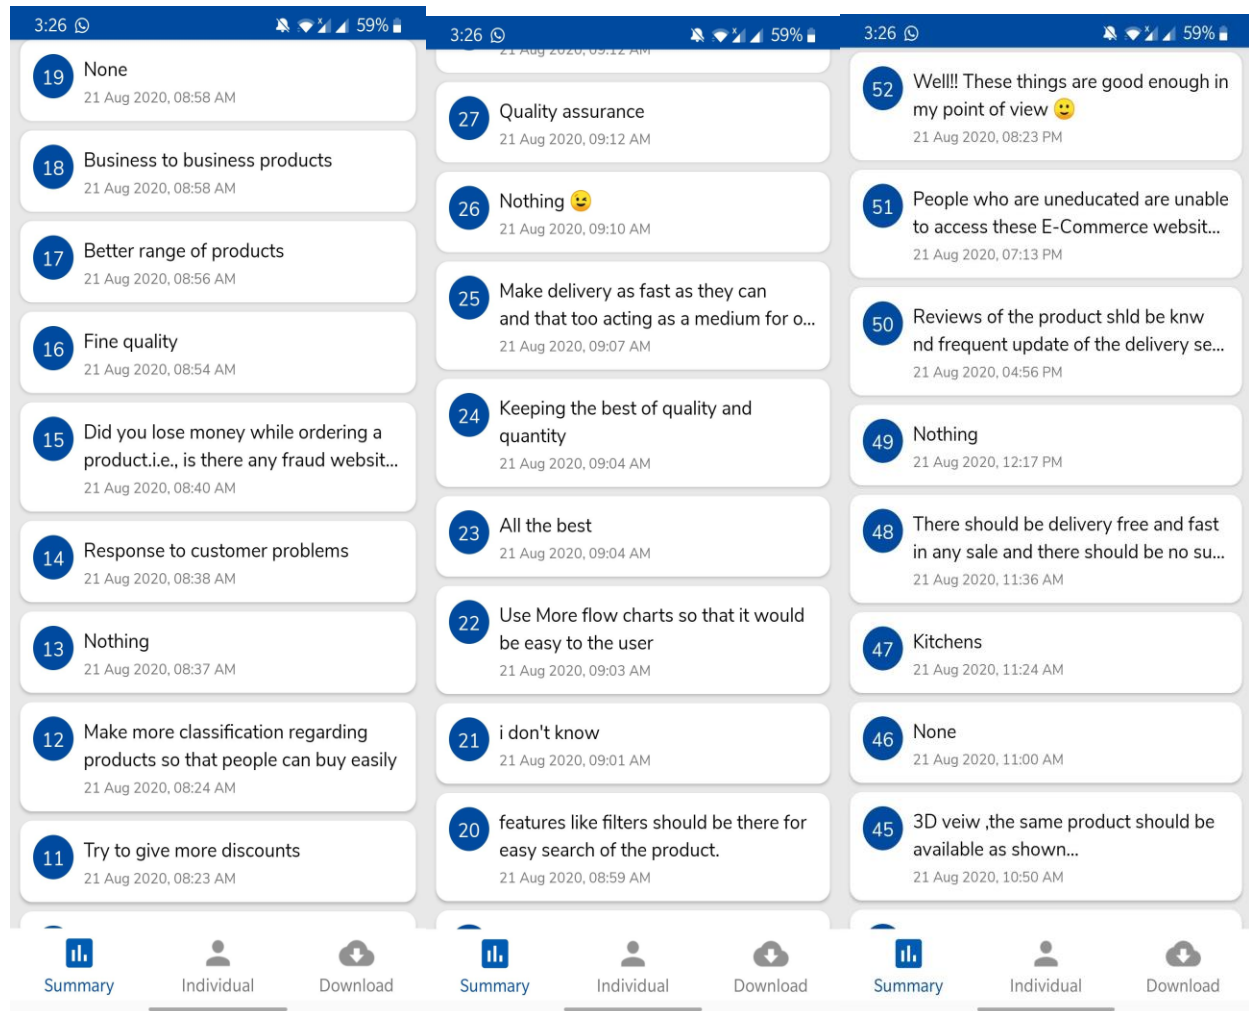 3:26
59%
19
None
21 Aug 2020, 08:58 AM
18
Business to business products
21 Aug 2020, 08:58 AM
17
Better range of products
21 Aug 2020, 08:56 AM
16
Fine quality
21 Aug 2020, 08:54 AM
15
Did you lose money while ordering a
product.i.e., is there any fraud websit...
21 Aug 2020, 08:40 AM
14
Response to customer problems
21 Aug 2020, 08:38 AM
13
Nothing
21 Aug 2020, 08:37 AM
12
Make more classification regarding
products so that people can buy easily
21 Aug 2020, 08:24 AM
11
Try to give more discounts
21 Aug 2020, 08:23 AM
Summary
Individual
Download
3:26
59%
21 Aug 2020, 09:12 AM
27
Quality assurance
21 Aug 2020, 09:12 AM
26
Nothing 😉
21 Aug 2020, 09:10 AM
25
Make delivery as fast as they can
and that too acting as a medium for o...
21 Aug 2020, 09:07 AM
24
Keeping the best of quality and
quantity
21 Aug 2020, 09:04 AM
23
All the best
21 Aug 2020, 09:04 AM
22
Use More flow charts so that it would
be easy to the user
21 Aug 2020, 09:03 AM
21
i don't know
21 Aug 2020, 09:01 AM
20
features like filters should be there for
easy search of the product.
21 Aug 2020, 08:59 AM
Summary
Individual
Download
3:26
59%
52
Well!! These things are good enough in
my point of view 🙂
21 Aug 2020, 08:23 PM
51
People who are uneducated are unable
to access these E-Commerce websit...
21 Aug 2020, 07:13 PM
50
Reviews of the product shld be knw
nd frequent update of the delivery se...
21 Aug 2020, 04:56 PM
49
Nothing
21 Aug 2020, 12:17 PM
48
There should be delivery free and fast
in any sale and there should be no su...
21 Aug 2020, 11:36 AM
47
Kitchens
21 Aug 2020, 11:24 AM
46
None
21 Aug 2020, 11:00 AM
45
3D veiw ,the same product should be
available as shown...
21 Aug 2020, 10:50 AM
Summary
Individual
Download